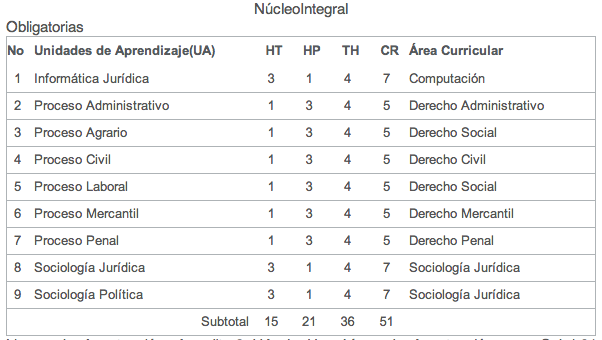 NúcleoIntegral
Obligatorias
No Unidades de Aprendizaje(UA) HT HP TH CR Área Curricular
1 Informática Jurídica 3 1 4 7 Computación
2 Proceso Administrativo 1 3 4 5 Derecho Administrativo
3 Proceso Agrario 1 3 4 5 Derecho Social
4 Proceso Civil 1 3 4 5 Derecho Civil
5 Proceso Laboral 1 3 4 5 Derecho Social
6 Proceso Mercantil 1 3 4 5 Derecho Mercantil
7 Proceso Penal 1 3 4 5 Derecho Penal
8 Sociología Jurídica 3 1 4 7 Sociología Jurídica
9 Sociología Política 3 1 4 7 Sociología Jurídica
Subtotal 15 21 36 51